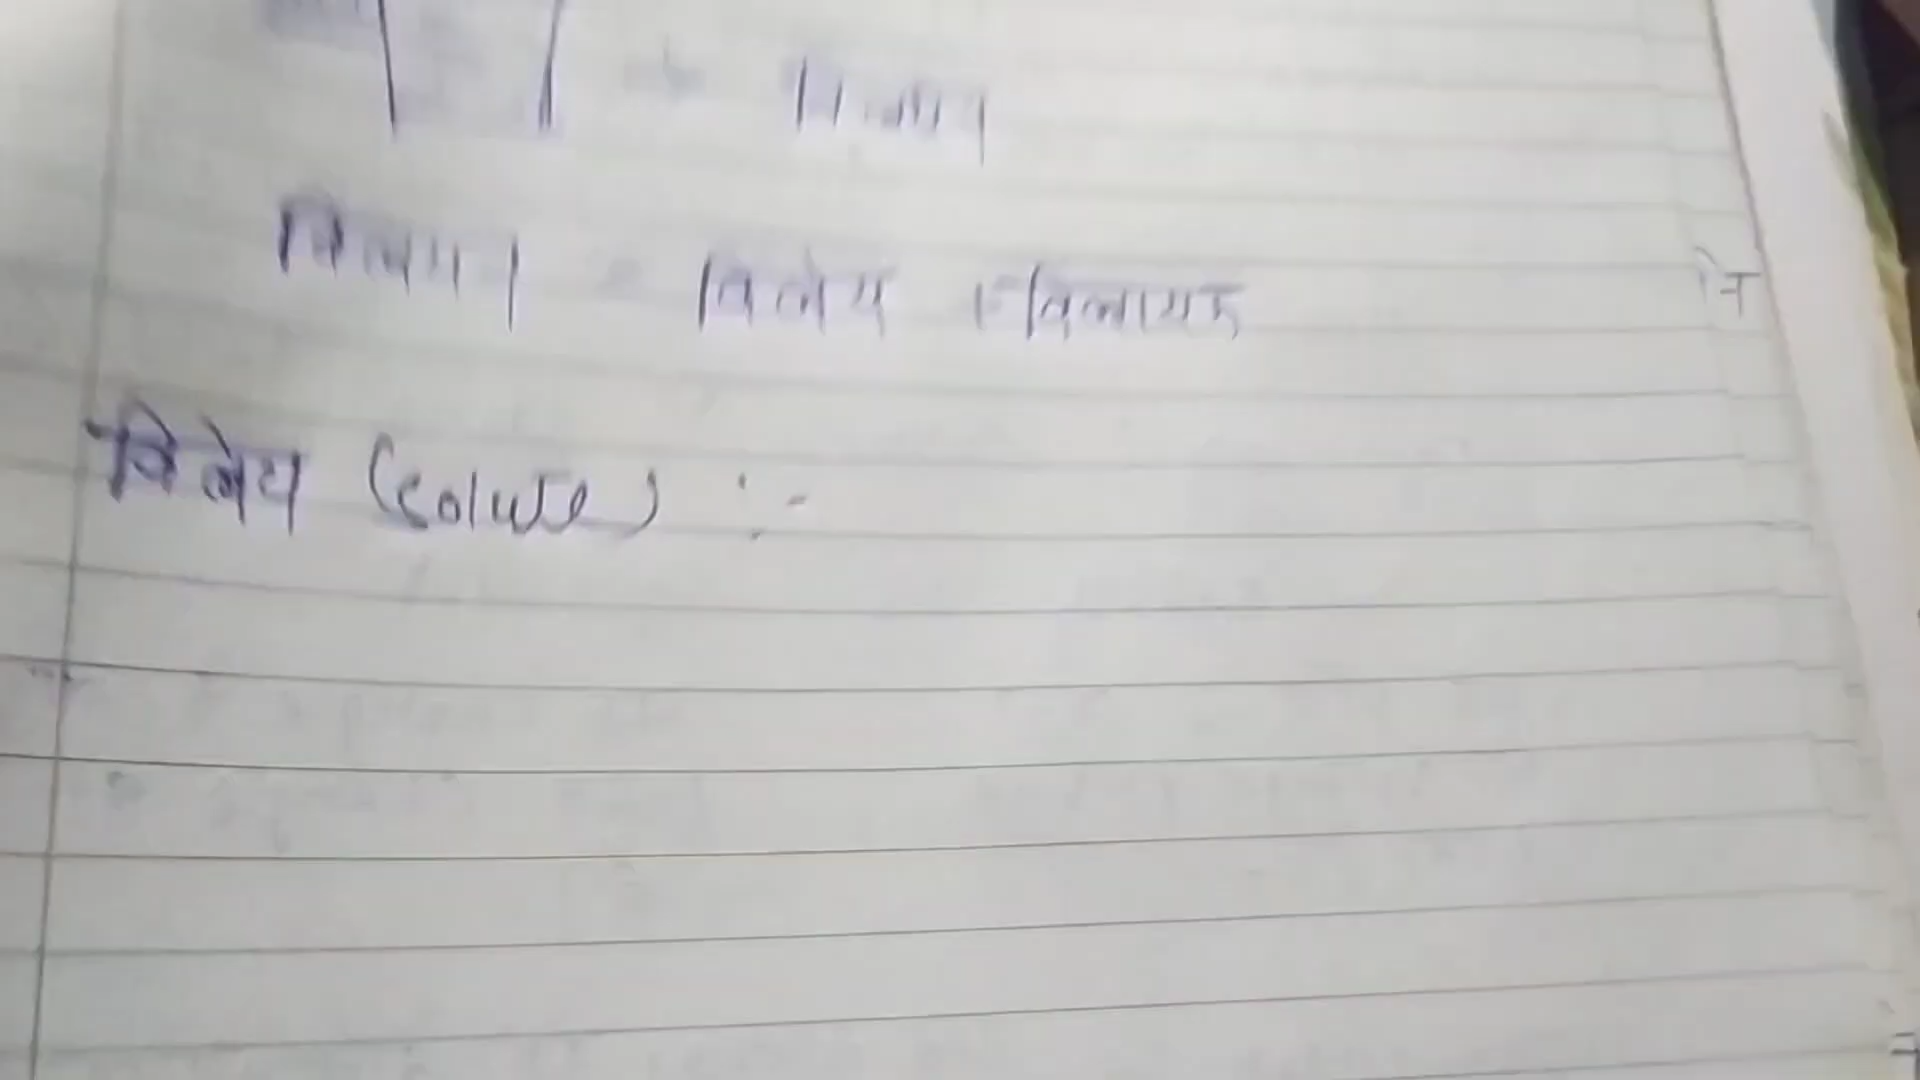 विलयन = विलेय + विलायक
विलेय (solute) :-